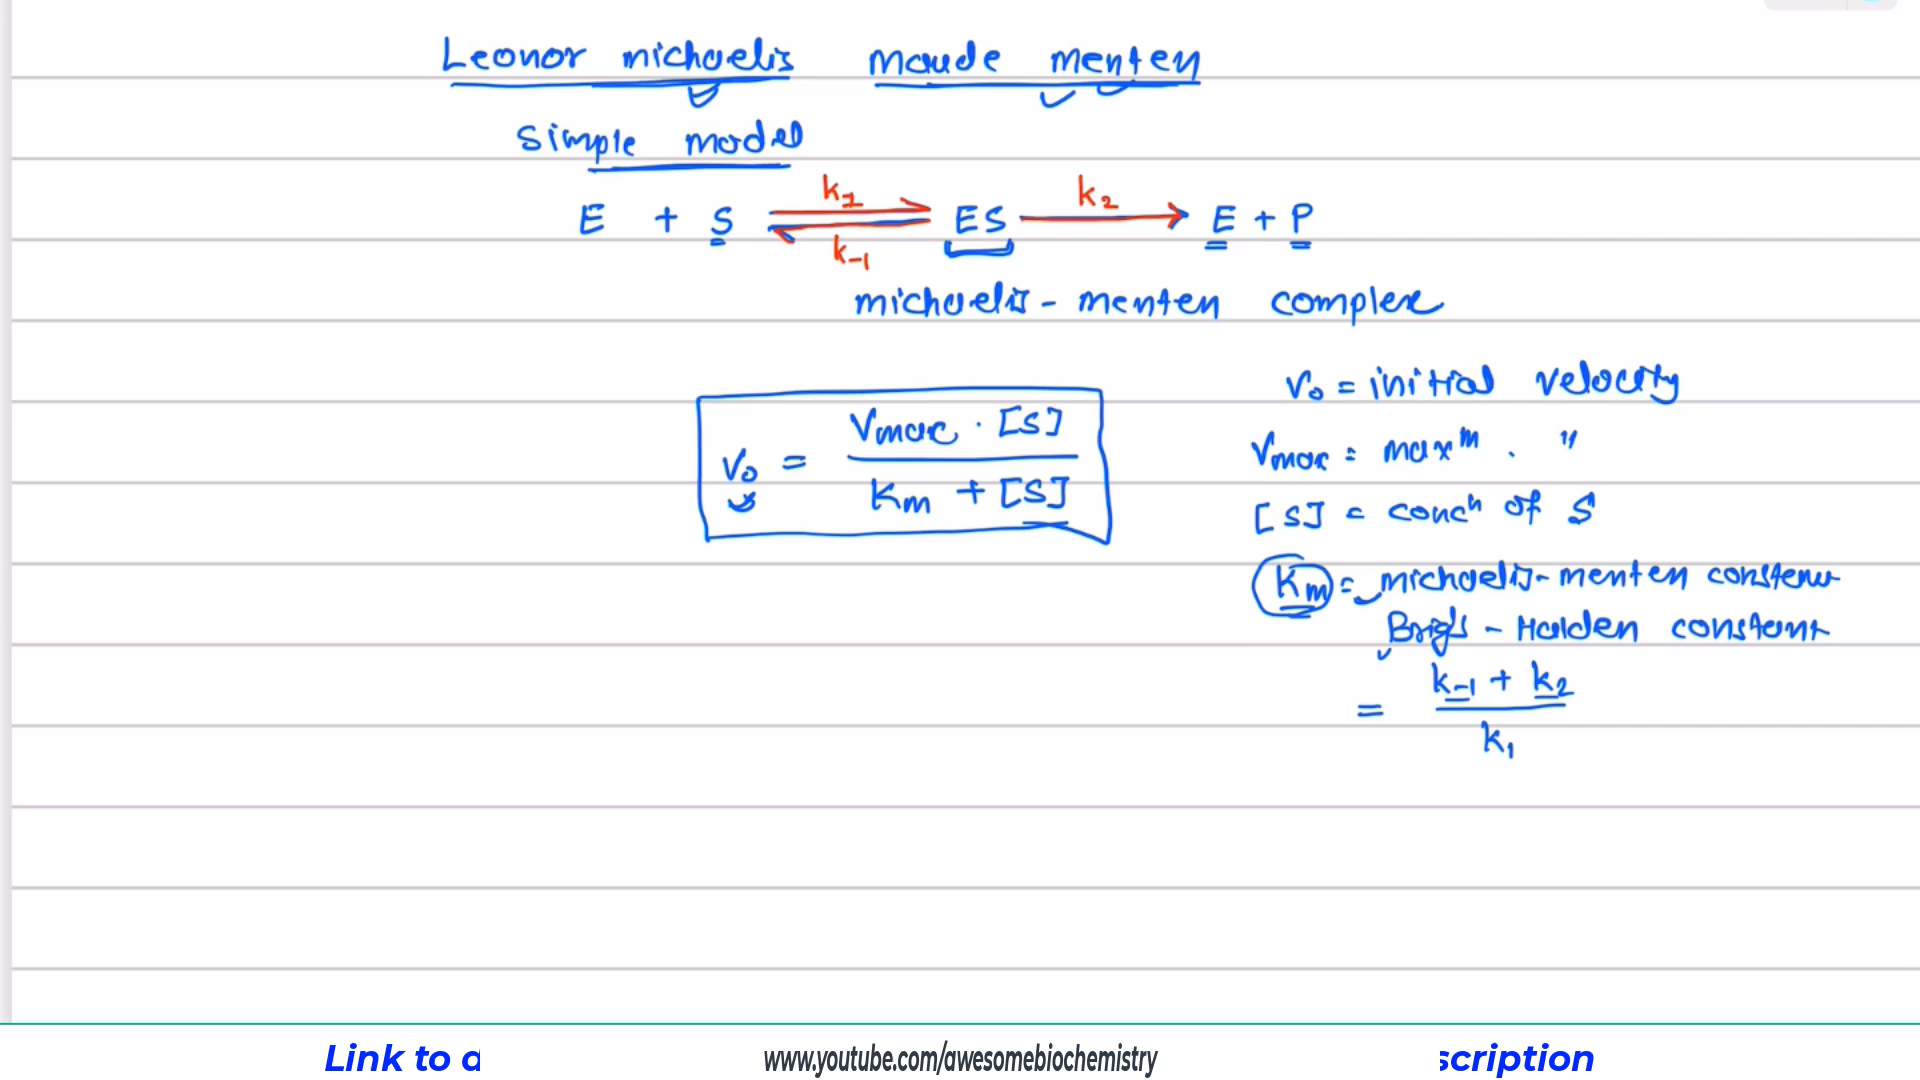 Leonor michaelis maude menten
Simple model
E + S k1 k-1 ES k2 E + P
michaelis - menten complex
V0 = Vmax . [S] / Km + [S]
V0 = initial velocity
Vmax = maxm . "
[S] = concn of S
Km = michaelis - menten constant
Brigs - Halden constant
= k-1 + k2 / k1
Link to a www.youtube.com/awesomebiochemistry scription